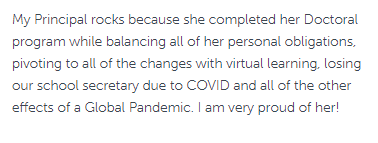 My Principal rocks because she completed her Doctoral
program while balancing all of her personal obligations,
pivoting to all of the changes with virtual learning, losing
our school secretary due to COVID and all of the other
effects of a Global Pandemic. I am very proud of her!